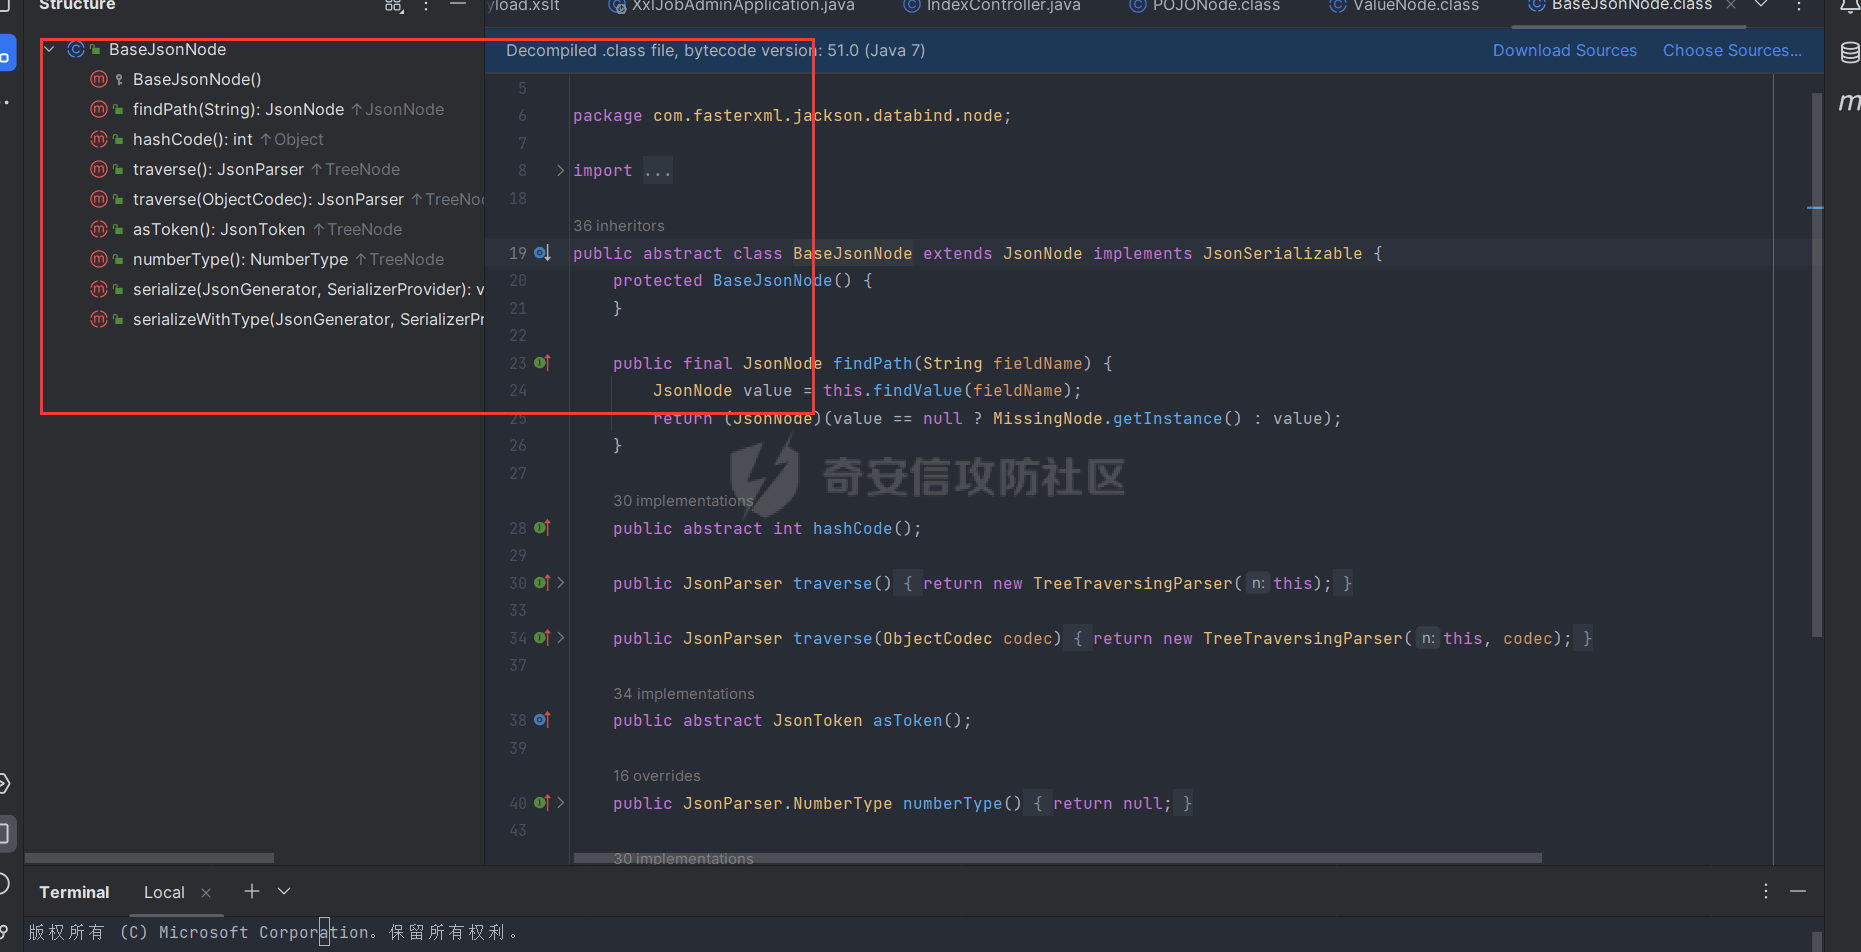 Structure
yload.xslt
XxlJobAdminApplication.java
IndexController.java
POJONode.class
ValueNode.class
BaseJsonNode.class
BaseJsonNode
BaseJsonNode()
findPath(String): JsonNode ↑JsonNode
hashCode(): int ↑Object
traverse(): JsonParser ↑TreeNode
traverse(ObjectCodec): JsonParser ↑TreeNo
asToken(): JsonToken ↑TreeNode
numberType(): NumberType ↑TreeNode
serialize(JsonGenerator, SerializerProvider): v
serializeWithType(JsonGenerator, SerializerPr
Decompiled .class file, bytecode version: 51.0 (Java 7)
Download Sources
Choose Sources...
5
6 package com.fasterxml.jackson.databind.node;
7
8 import ...
18
36 inheritors
19 public abstract class BaseJsonNode extends JsonNode implements JsonSerializable {
20 protected BaseJsonNode() {
21 }
22
23 public final JsonNode findPath(String fieldName) {
24 JsonNode value = this.findValue(fieldName);
25 return (JsonNode)(value == null ? MissingNode.getInstance() : value);
26 }
27
奇安信攻防社区
30 implementations
28 public abstract int hashCode();
29
30 public JsonParser traverse() { return new TreeTraversingParser( n: this); }
33
34 public JsonParser traverse(ObjectCodec codec) { return new TreeTraversingParser( n: this, codec); }
37
34 implementations
38 public abstract JsonToken asToken();
39
16 overrides
40 public JsonParser.NumberType numberType() { return null; }
43
30 implementations
Terminal
Local
版权所有 (C) Microsoft Corporation。保留所有权利。